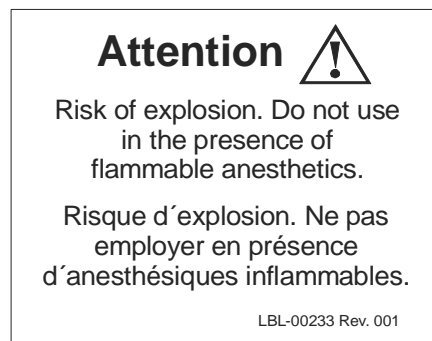 Attention
Risk of explosion. Do not use
in the presence of
flammable anesthetics.
Risque d´explosion. Ne pas
employer en présence
d´anesthésiques inflammables.
LBL-00233 Rev. 001